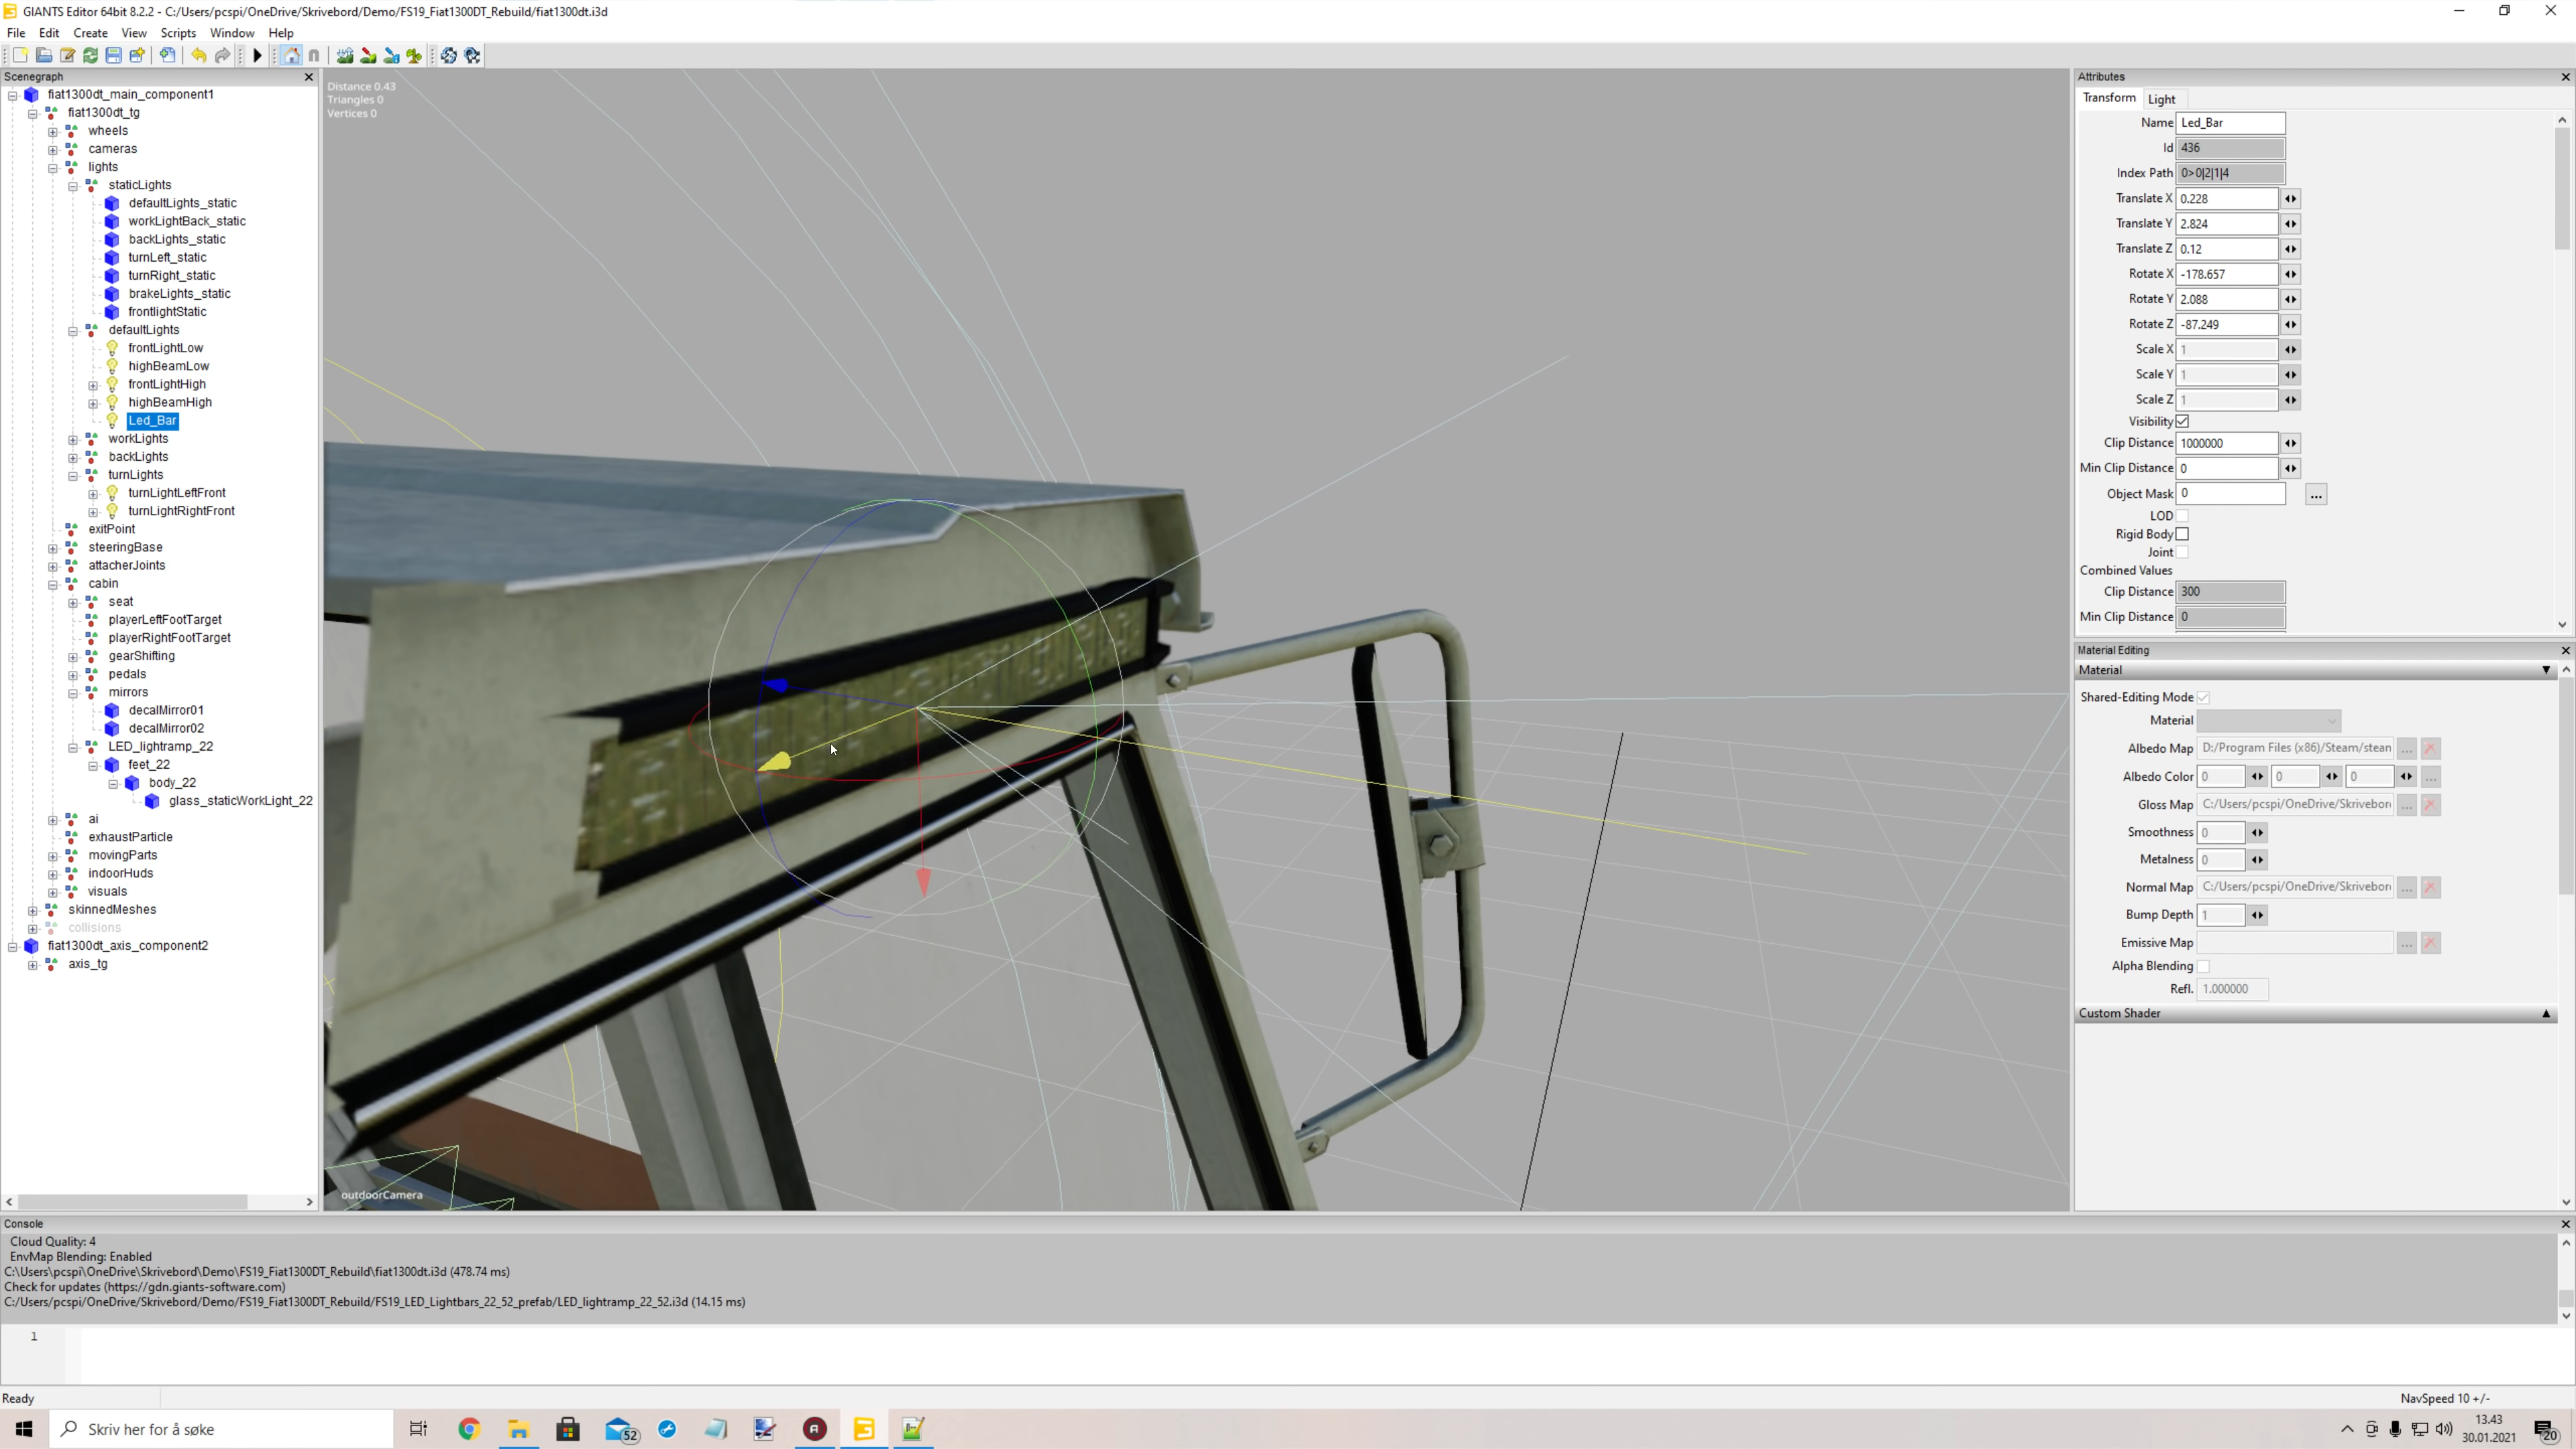 GIANTS Editor 64bit 8.2.2 - C:/Users/pcspi/OneDrive/Skrivebord/Demo/FS19_Fiat1300DT_Rebuild/fiat1300dt.i3d
File Edit Create View Scripts Window Help
Scenegraph
fiat1300dt_main_component1
fiat1300dt_tg
wheels
cameras
lights
staticLights
defaultLights_static
workLightBack_static
backLights_static
turnLeft_static
turnRight_static
brakeLights_static
frontlightStatic
defaultLights
frontLightLow
highBeamLow
frontLightHigh
highBeamHigh
Led_Bar
workLights
backLights
turnLights
turnLightLeftFront
turnLightRightFront
exitPoint
steeringBase
attacherJoints
cabin
seat
playerLeftFootTarget
playerRightFootTarget
gearShifting
pedals
mirrors
decalMirror01
decalMirror02
LED_lightramp_22
feet_22
body_22
glass_staticWorkLight_22
ai
exhaustParticle
movingParts
indoorHuds
visuals
skinnedMeshes
collisions
fiat1300dt_axis_component2
axis_tg
Distance 0.43
Triangles 0
Vertices 0
outdoorCamera
Attributes
Transform Light
Name Led_Bar
Id 436
Index Path 0>0|2|1|4
Translate X 0.228
Translate Y 2.824
Translate Z 0.12
Rotate X -178.657
Rotate Y 2.088
Rotate Z -87.249
Scale X 1
Scale Y 1
Scale Z 1
Visibility
Clip Distance 1000000
Min Clip Distance 0
Object Mask 0 ...
LOD
Rigid Body
Joint
Combined Values
Clip Distance 300
Min Clip Distance 0
Material Editing
Material
Shared-Editing Mode
Material
Albedo Map D:/Program Files (x86)/Steam/stean ...
Albedo Color 0 0 0 ...
Gloss Map C:/Users/pcspi/OneDrive/Skrivebor ...
Smoothness 0
Metalness 0
Normal Map C:/Users/pcspi/OneDrive/Skrivebor ...
Bump Depth 1
Emissive Map ...
Alpha Blending
Refl. 1.000000
Custom Shader
Console
Cloud Quality: 4
EnvMap Blending: Enabled
C:\Users\pcspi\OneDrive\Skrivebord\Demo\FS19_Fiat1300DT_Rebuild\fiat1300dt.i3d (478.74 ms)
Check for updates (https://gdn.giants-software.com)
C:/Users/pcspi/OneDrive/Skrivebord/Demo/FS19_Fiat1300DT_Rebuild/FS19_LED_Lightbars_22_52_prefab/LED_lightramp_22_52.i3d (14.15 ms)
1
Ready
NavSpeed 10 +/-
Skriv her for å søke
52
13.43
30.01.2021
20